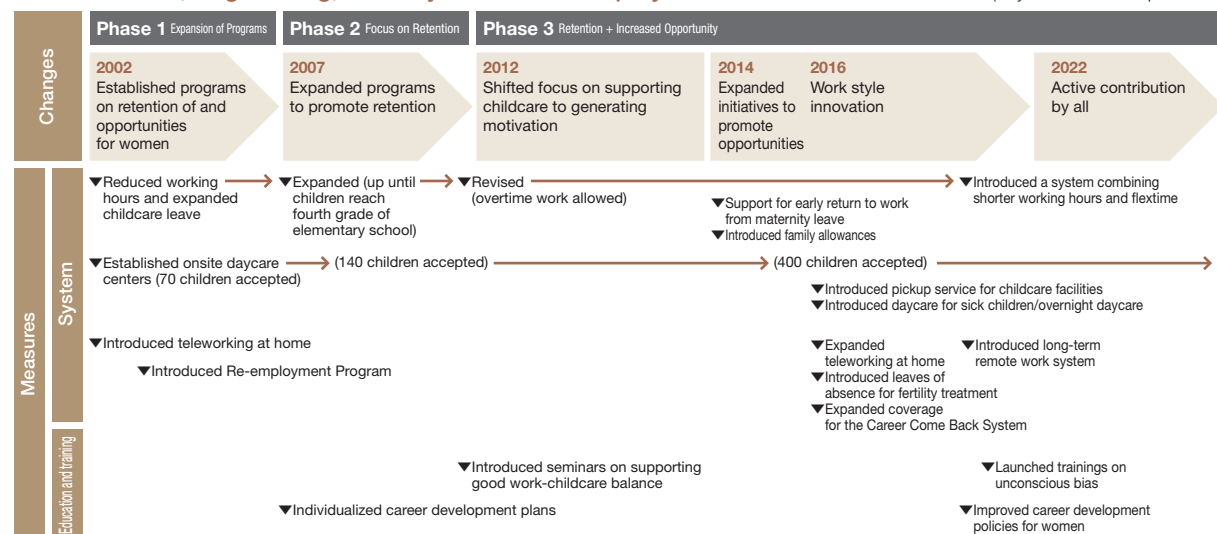 Phase 1 Expansion of Programs
Phase 2 Focus on Retention
Phase 3 Retention + Increased Opportunity
Changes
2002
Established programs
on retention of and
opportunities
for women
2007
Expanded programs
to promote retention
2012
Shifted focus on supporting
childcare to generating
motivation
2014
Expanded
initiatives to
promote
opportunities
2016
Work style
innovation
2022
Active contribution
by all
Measures
System
▼Reduced working
hours and expanded
childcare leave
▼Expanded (up until
children reach
fourth grade of
elementary school)
▼Revised
(overtime work allowed)
▼Support for early return to work
from maternity leave
▼Introduced family allowances
▼Introduced a system combining
shorter working hours and flextime
▼Established onsite daycare
centers (70 children accepted)
(140 children accepted)
(400 children accepted)
▼Introduced pickup service for childcare facilities
▼Introduced daycare for sick children/overnight daycare
▼Introduced teleworking at home
▼Introduced Re-employment Program
▼Expanded
teleworking at home
▼Introduced leaves of
absence for fertility treatment
▼Expanded coverage
for the Career Come Back System
▼Introduced long-term
remote work system
Education and training
▼Introduced seminars on supporting
good work-childcare balance
▼Individualized career development plans
▼Launched trainings on
unconscious bias
▼Improved career development
policies for women